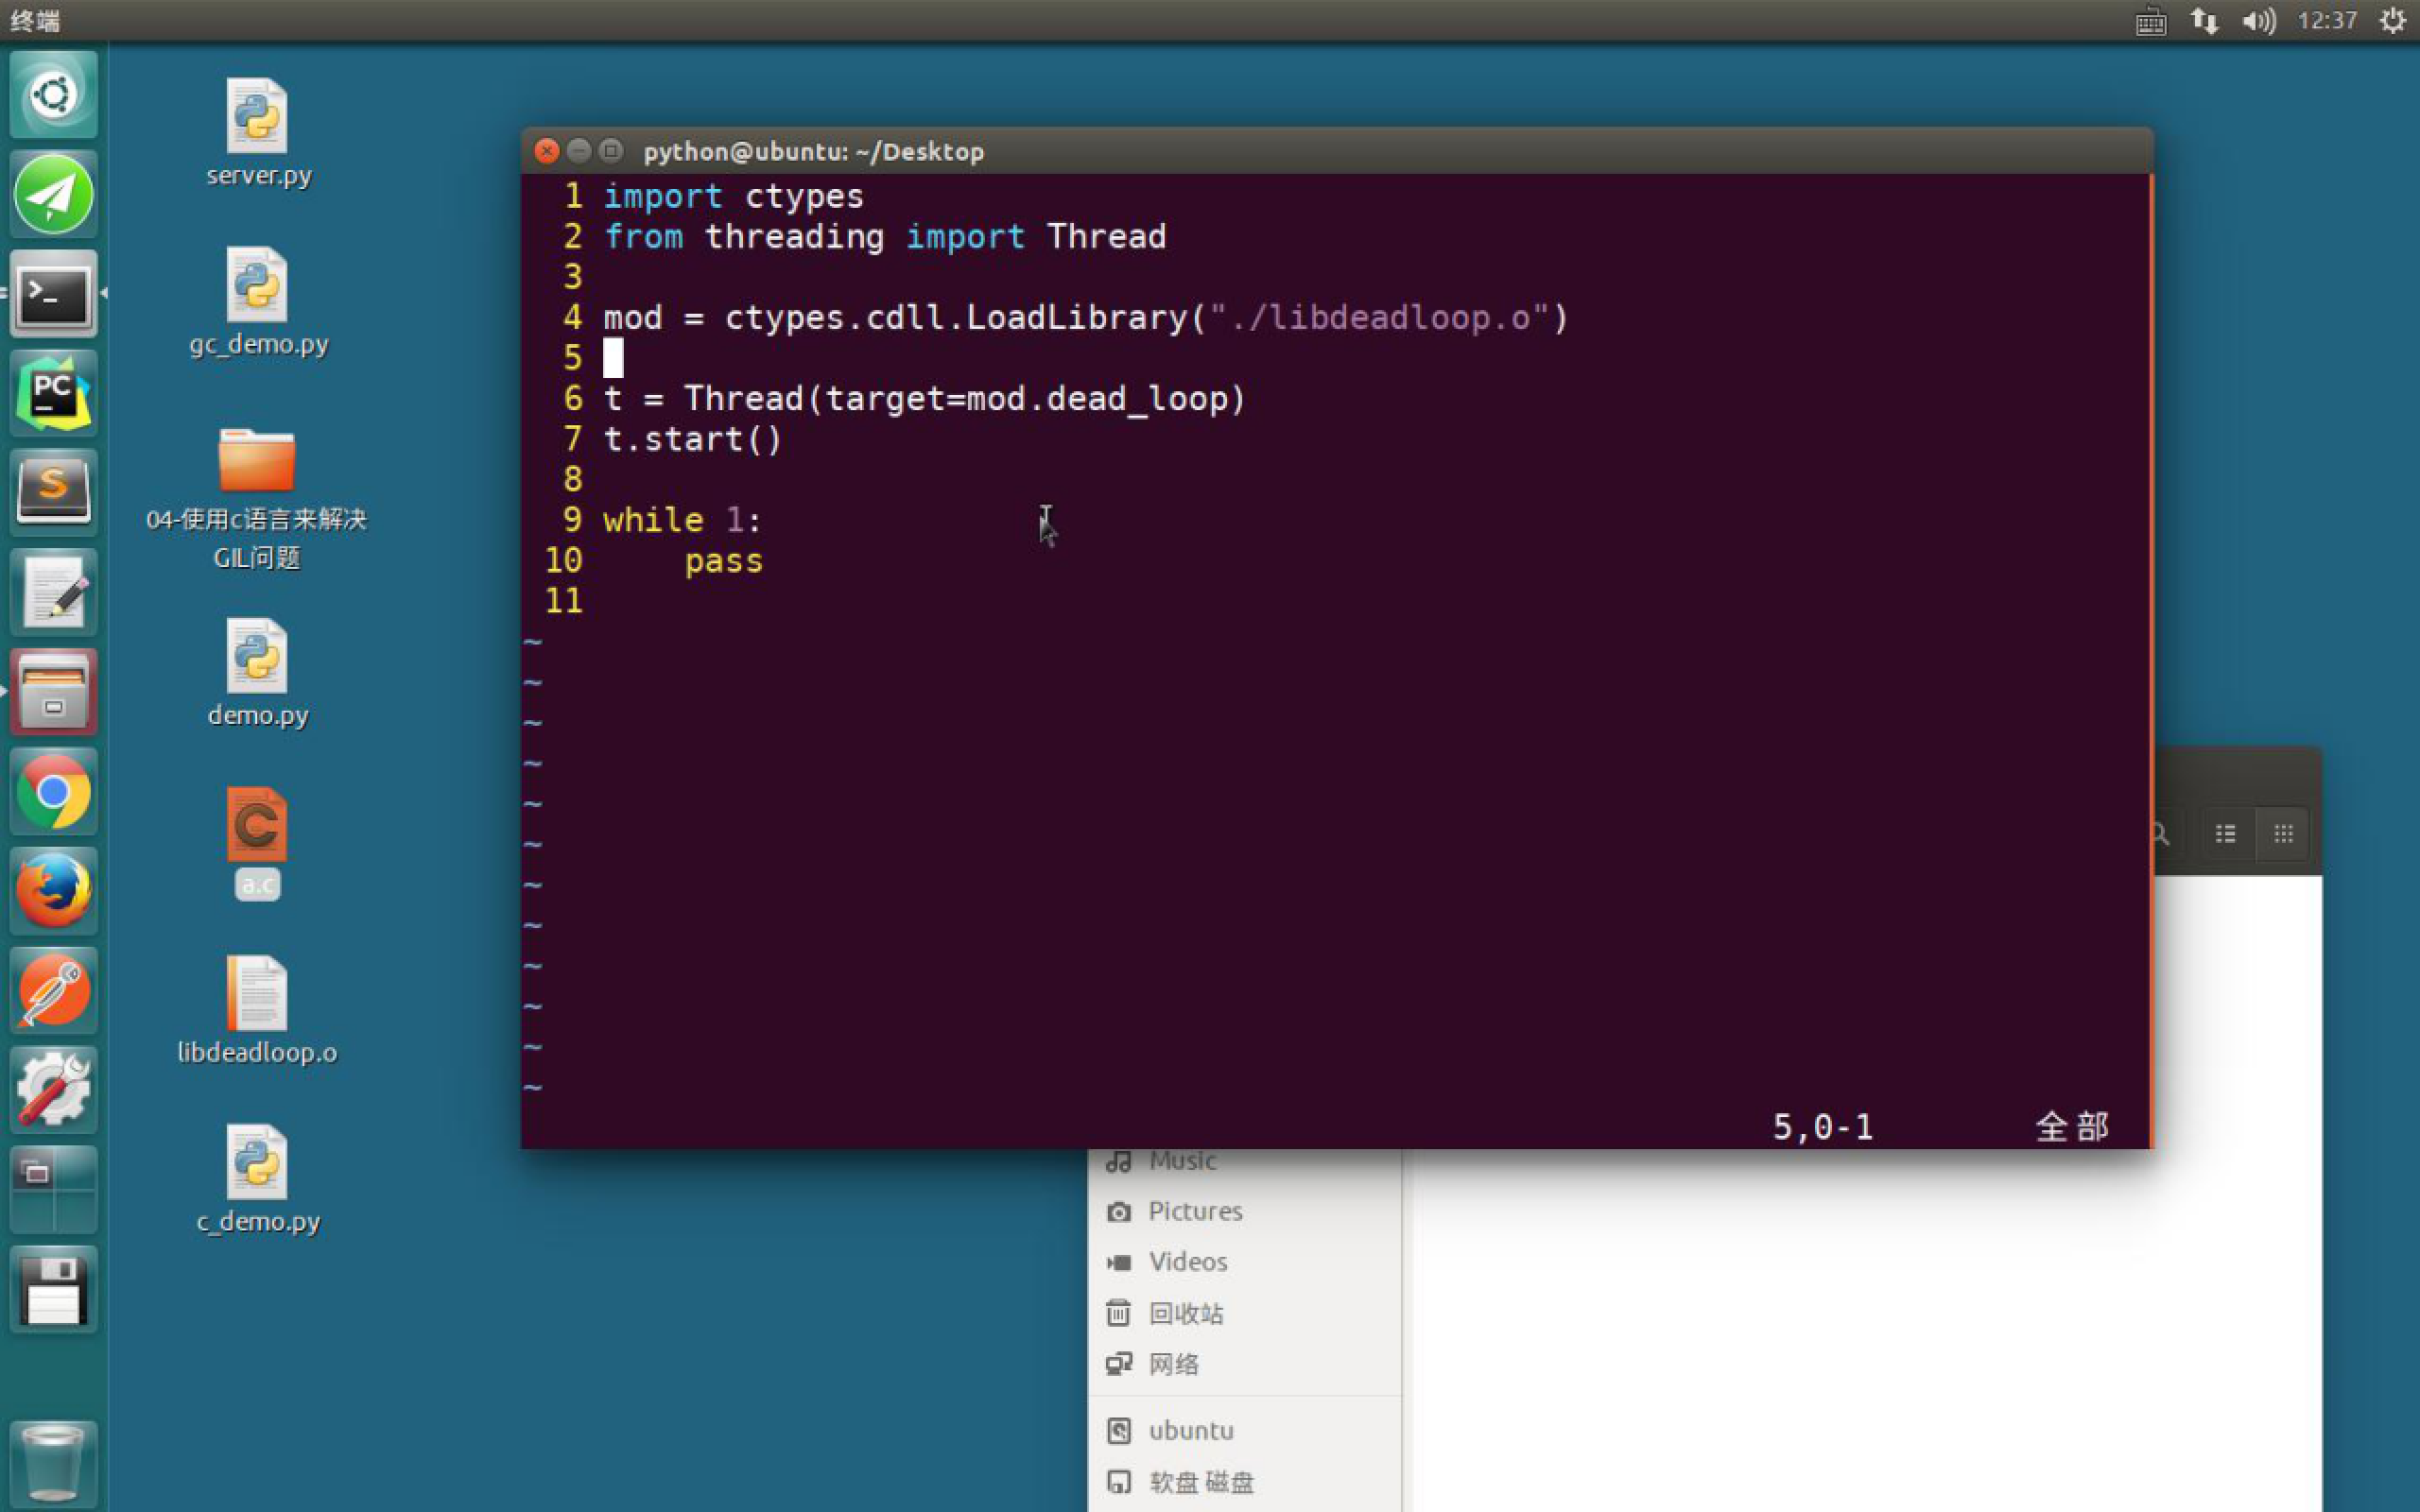 终端
12:37
server.py
gc_demo.py
04-使用c语言来解决
GIL问题
demo.py
a.c
libdeadloop.o
c_demo.py
python@ubuntu: ~/Desktop
1 import ctypes
2 from threading import Thread
3
4 mod = ctypes.cdll.LoadLibrary("./libdeadloop.o")
5
6 t = Thread(target=mod.dead_loop)
7 t.start()
8
9 while 1:
10     pass
11
~
~
~
~
~
~
~
~
~
~
~
~
5,0-1 全部
Music
Pictures
Videos
回收站
网络
ubuntu
软盘 磁盘